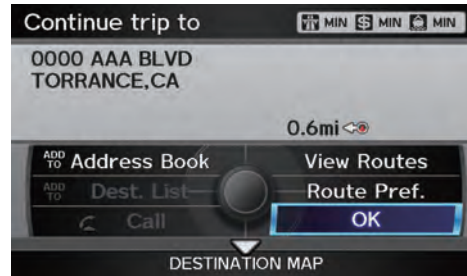 Continue trip to
MIN $ MIN MIN
0000 AAA BLVD
TORRANCE,CA
0.6mi
ADD TO Address Book
View Routes
ADD TO Dest. List
Route Pref.
Call
OK
DESTINATION MAP